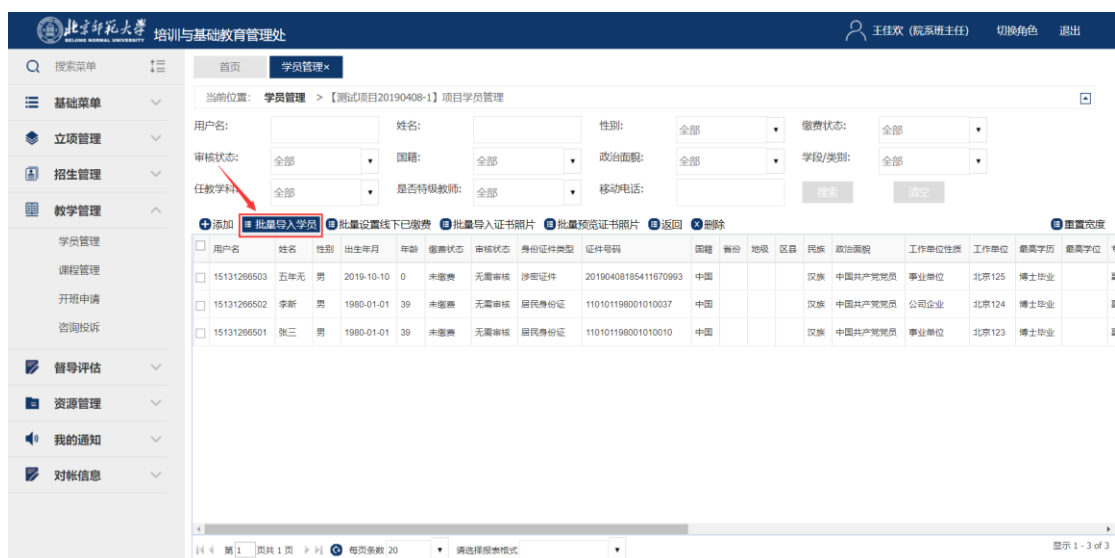 北京师范大学 BEIJING NORMAL UNIVERSITY 培训与基础教育管理处 王佳欢 (院系班主任) 切换角色 退出
搜索菜单 首页 学员管理×
基础菜单
立项管理
招生管理
教学管理
学员管理
课程管理
开班申请
咨询投诉
督导评估
资源管理
我的通知
对帐信息
当前位置: 学员管理 > 【测试项目20190408-1】项目学员管理
用户名: 姓名: 性别: 全部 缴费状态: 全部
审核状态: 全部 国籍: 全部 政治面貌: 全部 学段/类别: 全部
任教学科: 全部 是否特级教师: 全部 移动电话: 搜索 清空
添加 批量导入学员 批量设置线下已缴费 批量导入证书照片 批量预览证书照片 返回 删除 重置宽度
用户名 姓名 性别 出生年月 年龄 缴费状态 审核状态 身份证件类型 证件号码 国籍 省份 地级 区县 民族 政治面貌 工作单位性质 工作单位 最高学历 最高学位
15131266503 五年无 男 2019-10-10 0 未缴费 无需审核 涉密证件 20190408185411670993 中国 汉族 中国共产党党员 事业单位 北京125 博士毕业
15131266502 李斯 男 1980-01-01 39 未缴费 无需审核 居民身份证 110101198001010037 中国 汉族 中国共产党党员 公司企业 北京124 博士毕业
15131266501 张三 男 1980-01-01 39 未缴费 无需审核 居民身份证 110101198001010010 中国 汉族 中国共产党党员 事业单位 北京123 博士毕业
第 1 页共 1 页 每页条数 20 请选择报表格式 显示 1 - 3 of 3